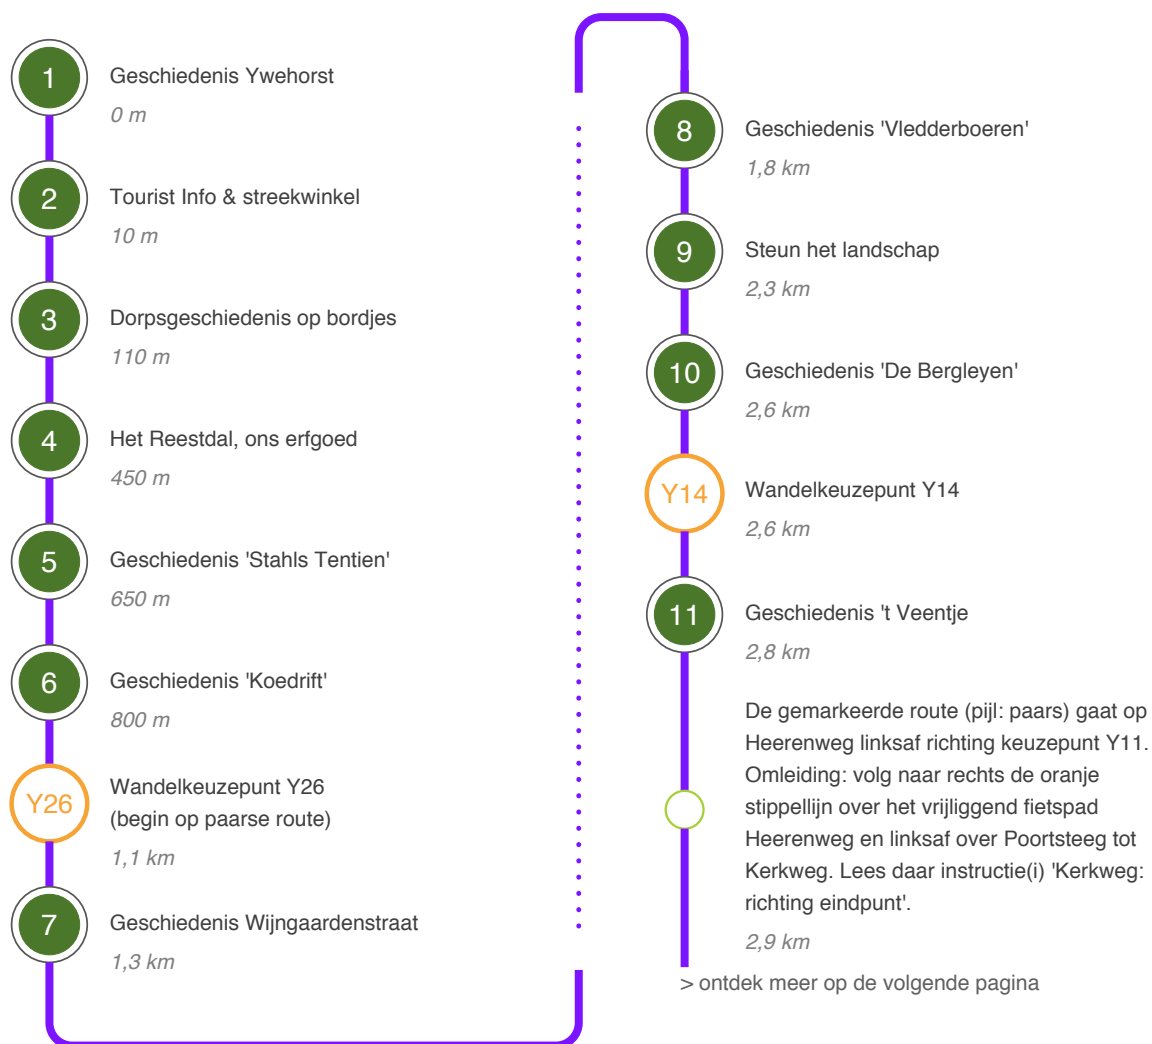 1
Geschiedenis Ywehorst
0 m
2
Tourist Info & streekwinkel
10 m
3
Dorpsgeschiedenis op bordjes
110 m
4
Het Reestdal, ons erfgoed
450 m
5
Geschiedenis 'Stahls Tentien'
650 m
6
Geschiedenis 'Koedrift'
800 m
Y26
Wandelkeuzepunt Y26
(begin op paarse route)
1,1 km
7
Geschiedenis Wijngaardenstraat
1,3 km
8
Geschiedenis 'Vledderboeren'
1,8 km
9
Steun het landschap
2,3 km
10
Geschiedenis 'De Bergleyen'
2,6 km
Y14
Wandelkeuzepunt Y14
2,6 km
11
Geschiedenis 't Veentje
2,8 km
De gemarkeerde route (pijl: paars) gaat op
Heerenweg linksaf richting keuzepunt Y11.
Omleiding: volg naar rechts de oranje
stippellijn over het vrijliggend fietspad
Heerenweg en linksaf over Poortsteeg tot
Kerkweg. Lees daar instructie(i) 'Kerkweg:
richting eindpunt'.
2,9 km
> ontdek meer op de volgende pagina